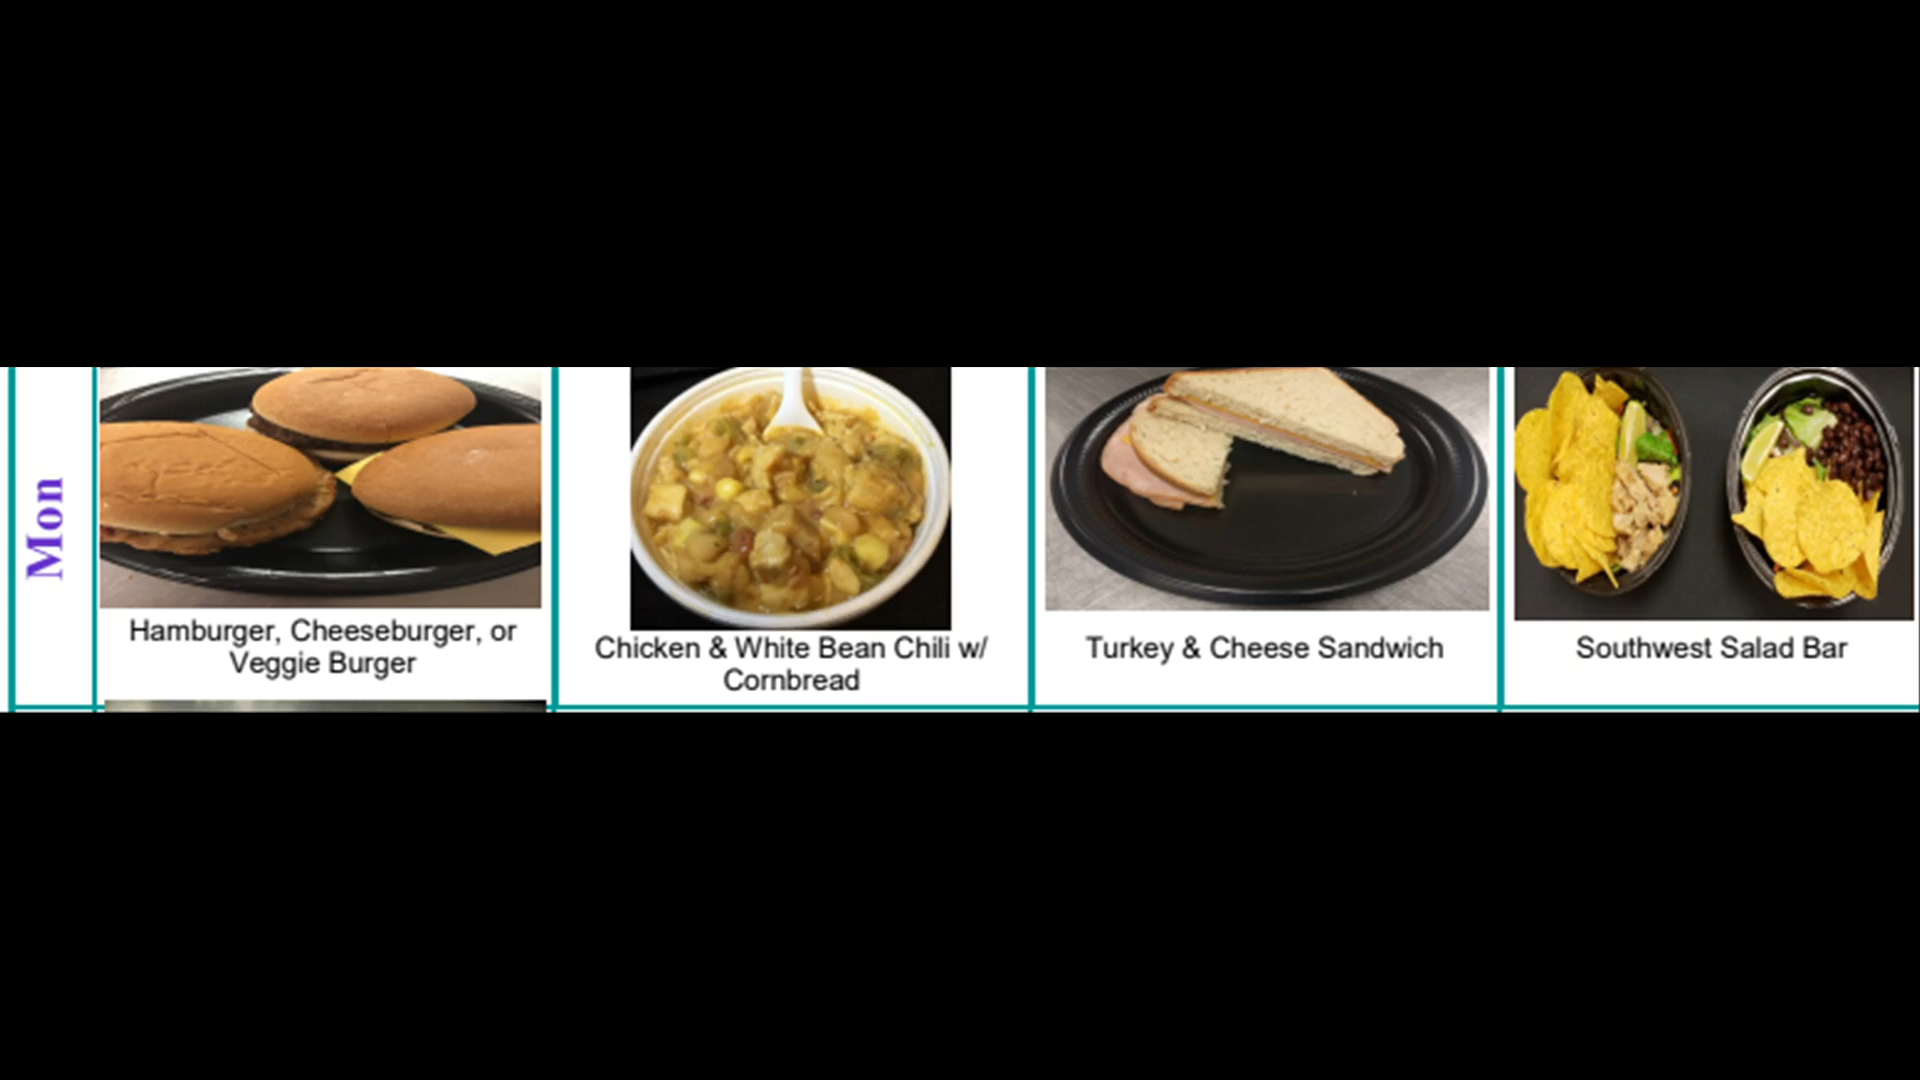 Mon
Hamburger, Cheeseburger, or
Veggie Burger
Chicken & White Bean Chili w/
Cornbread
Turkey & Cheese Sandwich
Southwest Salad Bar